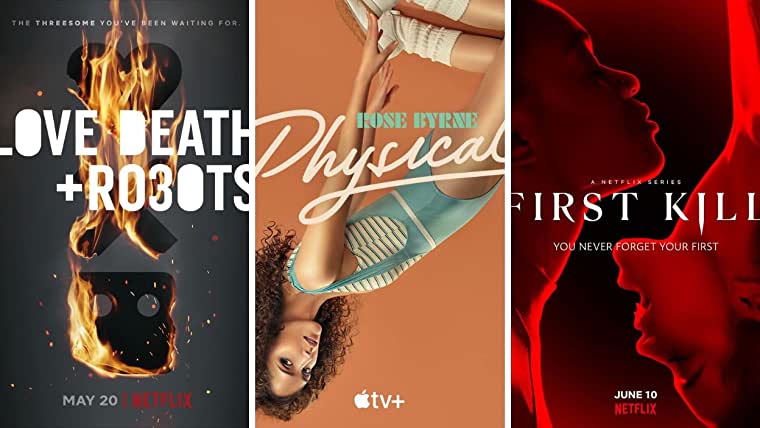 THE THREESOME YOU'VE BEEN WAITING FOR.
LOVE DEATH
+RO3OTS
MAY 20 | NETFLIX
ROSE BYRNE
Physical
tv+
A NETFLIX SERIES
FIRST KILL
YOU NEVER FORGET YOUR FIRST
JUNE 10
NETFLIX